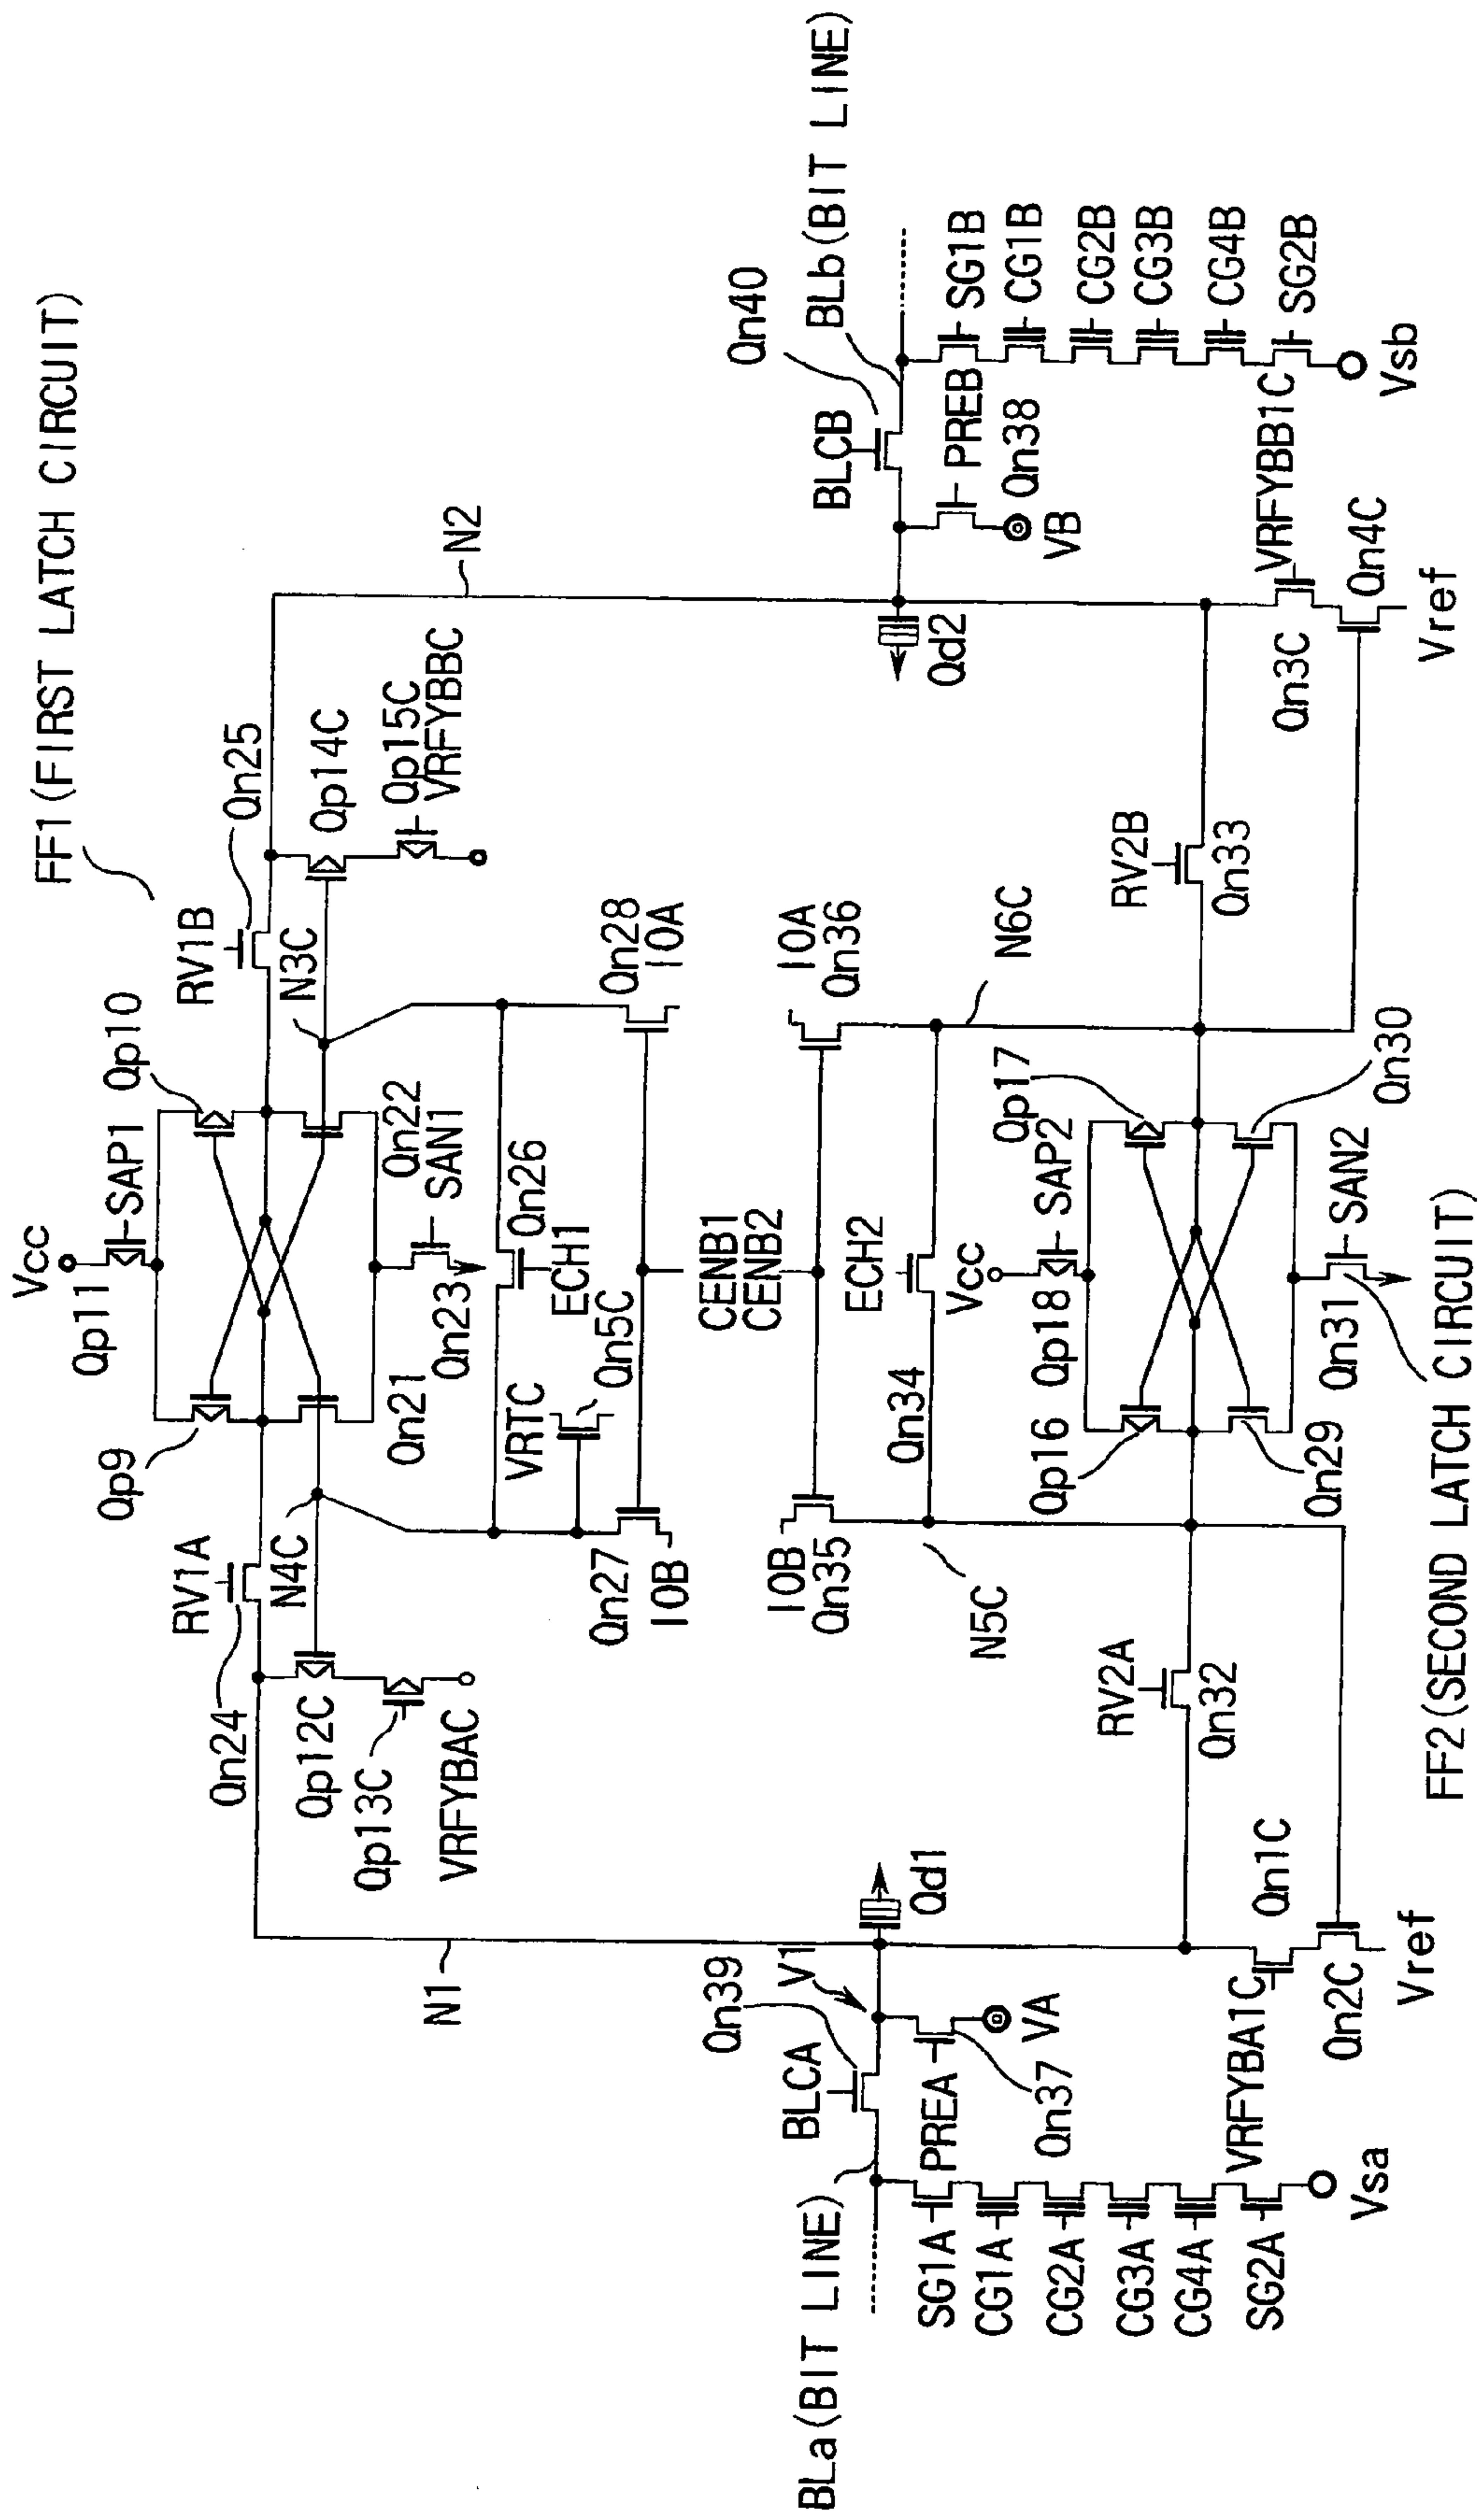 FF1(FIRST LATCH CIRCUIT)
Vcc
Qp11
SAP1
Qp10
Qp9
RV1A
RV1B
Qn25
Qn24
N4C
N3C
Qp14C
Qp12C
Qp15C
Qp13C
VRFYBBC
VRFYBAC
Qn22
Qn21
SAN1
Qn23
Qn26
ECH1
VRTC
Qn5C
Qn28
IOA
Qn27
IOB
N1
N2
CENB1
CENB2
IOA
Qn36
IOB
Qn35
ECH2
Qn34
N5C
N6C
Vcc
Qp18
SAP2
Qp17
Qp16
Qn30
Qn29
Qn31
SAN2
FF2(SECOND LATCH CIRCUIT)
RV2A
Qn32
RV2B
Qn33
BLa(BIT LINE)
BLCA
Qn39
V1
Qd1
PREA
Qn37
VA
SG1A
CG1A
CG2A
CG3A
CG4A
SG2A
Vsa
VRFYBA1C
Qn1C
Qn2C
Vref
BLb(BIT LINE)
Qn40
BLCB
Qd2
PREB
Qn38
VB
SG1B
CG1B
CG2B
CG3B
CG4B
SG2B
Vsb
VRFYBB1C
Qn3C
Qn4C
Vref